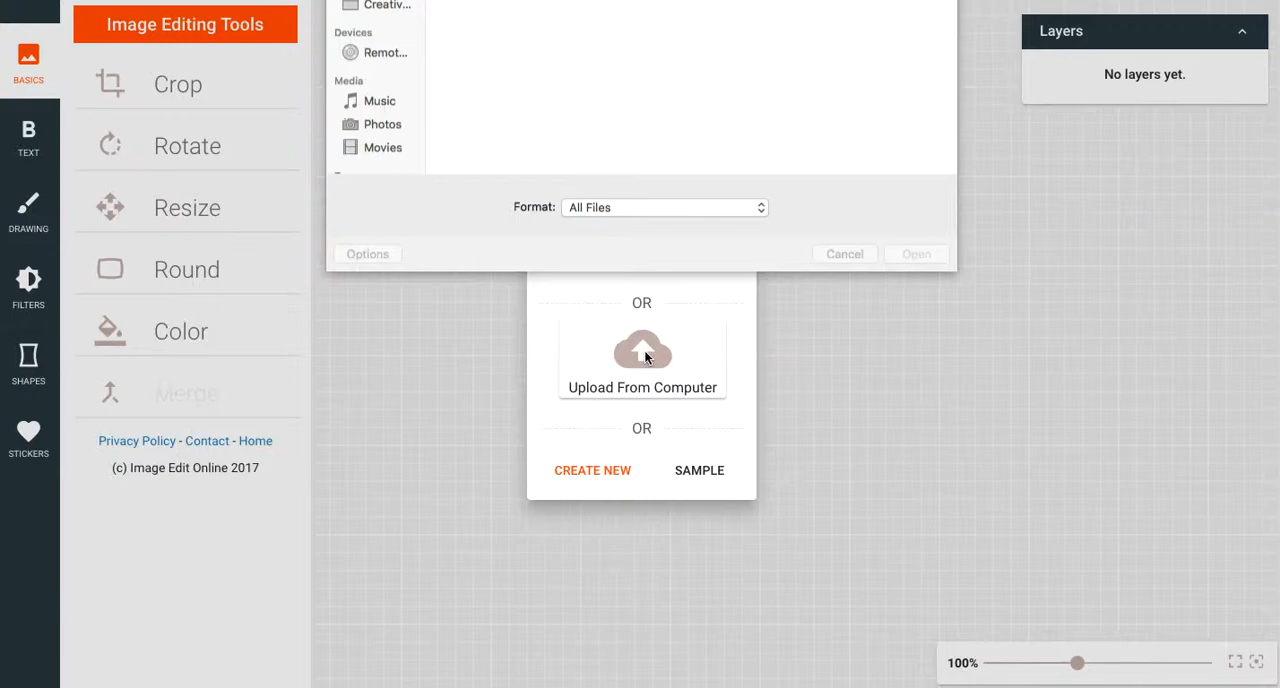 Image Editing Tools
BASICS
Crop
B
TEXT
Rotate
DRAWING
Resize
FILTERS
Round
SHAPES
Color
STICKERS
Merge
Privacy Policy - Contact - Home
(c) Image Edit Online 2017
Creativ...
Devices
Remot...
Media
Music
Photos
Movies
Format: All Files
Options
Cancel
Open
OR
Upload From Computer
OR
CREATE NEW
SAMPLE
Layers
No layers yet.
100%